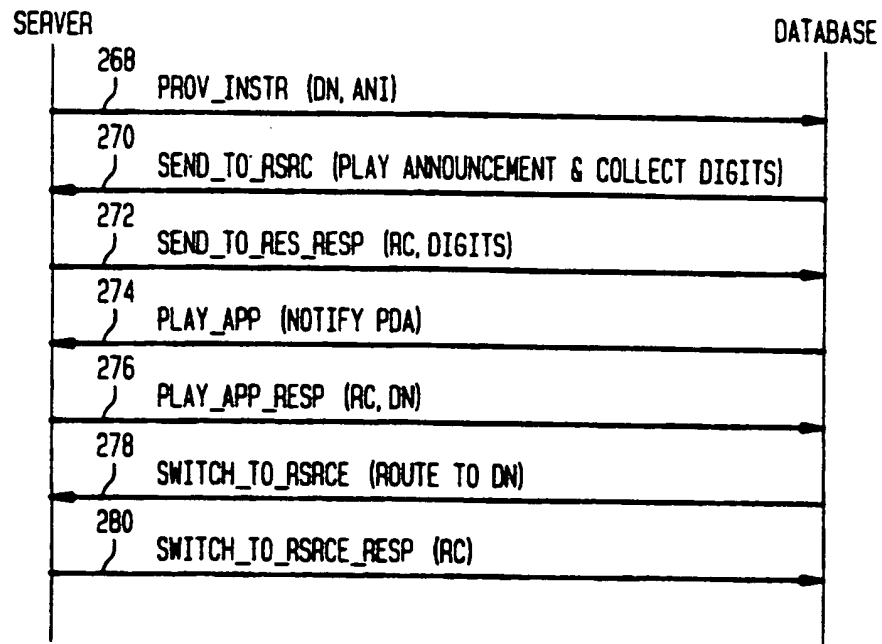 SERVER
DATABASE
268
PROV_INSTR (DN, ANI)
270
SEND_TO_RSRC (PLAY ANNOUNCEMENT & COLLECT DIGITS)
272
SEND_TO_RES_RESP (RC, DIGITS)
274
PLAY_APP (NOTIFY PDA)
276
PLAY_APP_RESP (RC, DN)
278
SWITCH_TO_RSRCE (ROUTE TO DN)
280
SWITCH_TO_RSRCE_RESP (RC)